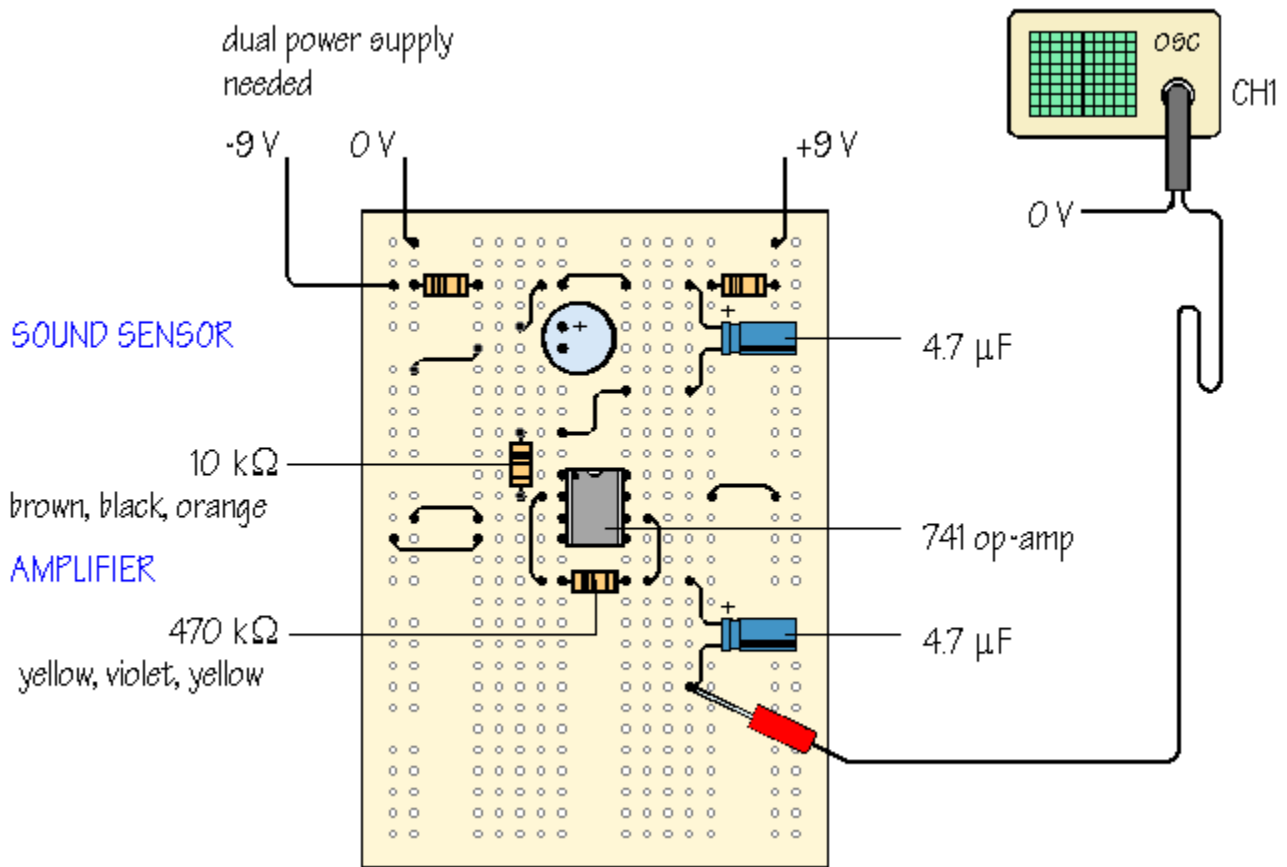 dual power supply
needed
-9 V
0 V
+9 V
OSC
CH1
0 V
SOUND SENSOR
+
+
4.7 µF
10 kΩ
brown, black, orange
741 op-amp
AMPLIFIER
+
470 kΩ
4.7 µF
yellow, violet, yellow